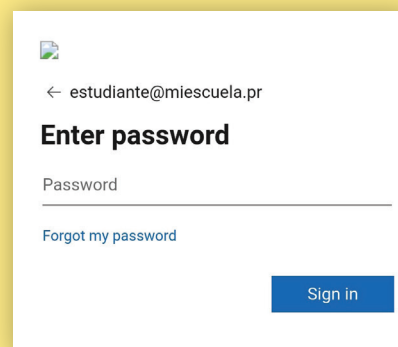 ← estudiante@miescuela.pr
Enter password
Password
Forgot my password
Sign in